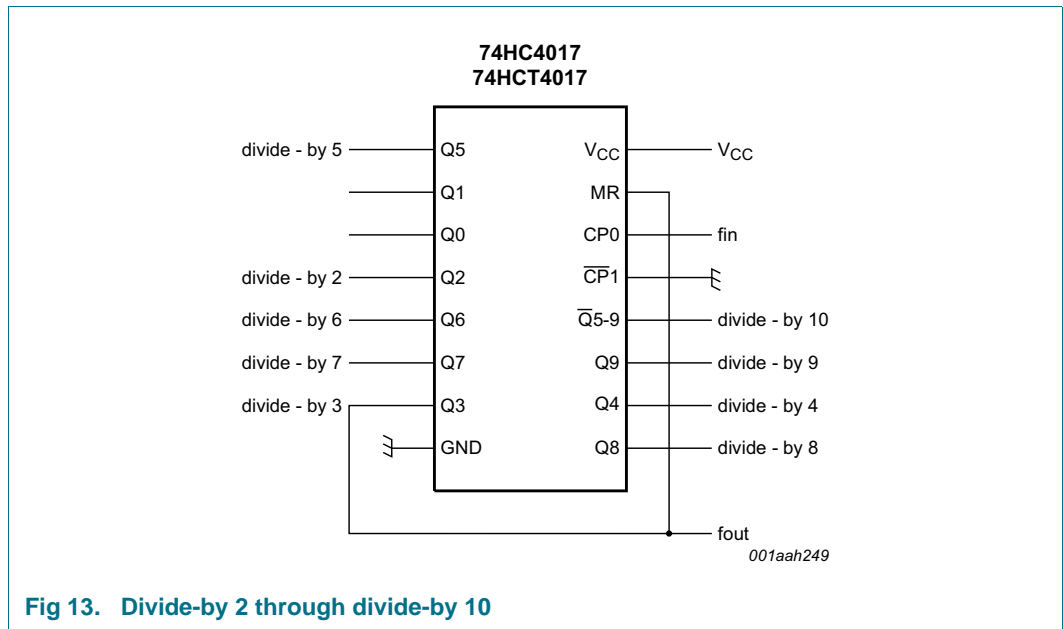 74HC4017
74HCT4017
divide - by 5 Q5 VCC VCC
Q1 MR
Q0 CP0 fin
divide - by 2 Q2 C̅P̅1
divide - by 6 Q6 Q̅5-9 divide - by 10
divide - by 7 Q7 Q9 divide - by 9
divide - by 3 Q3 Q4 divide - by 4
GND Q8 divide - by 8
fout
001aah249
Fig 13. Divide-by 2 through divide-by 10